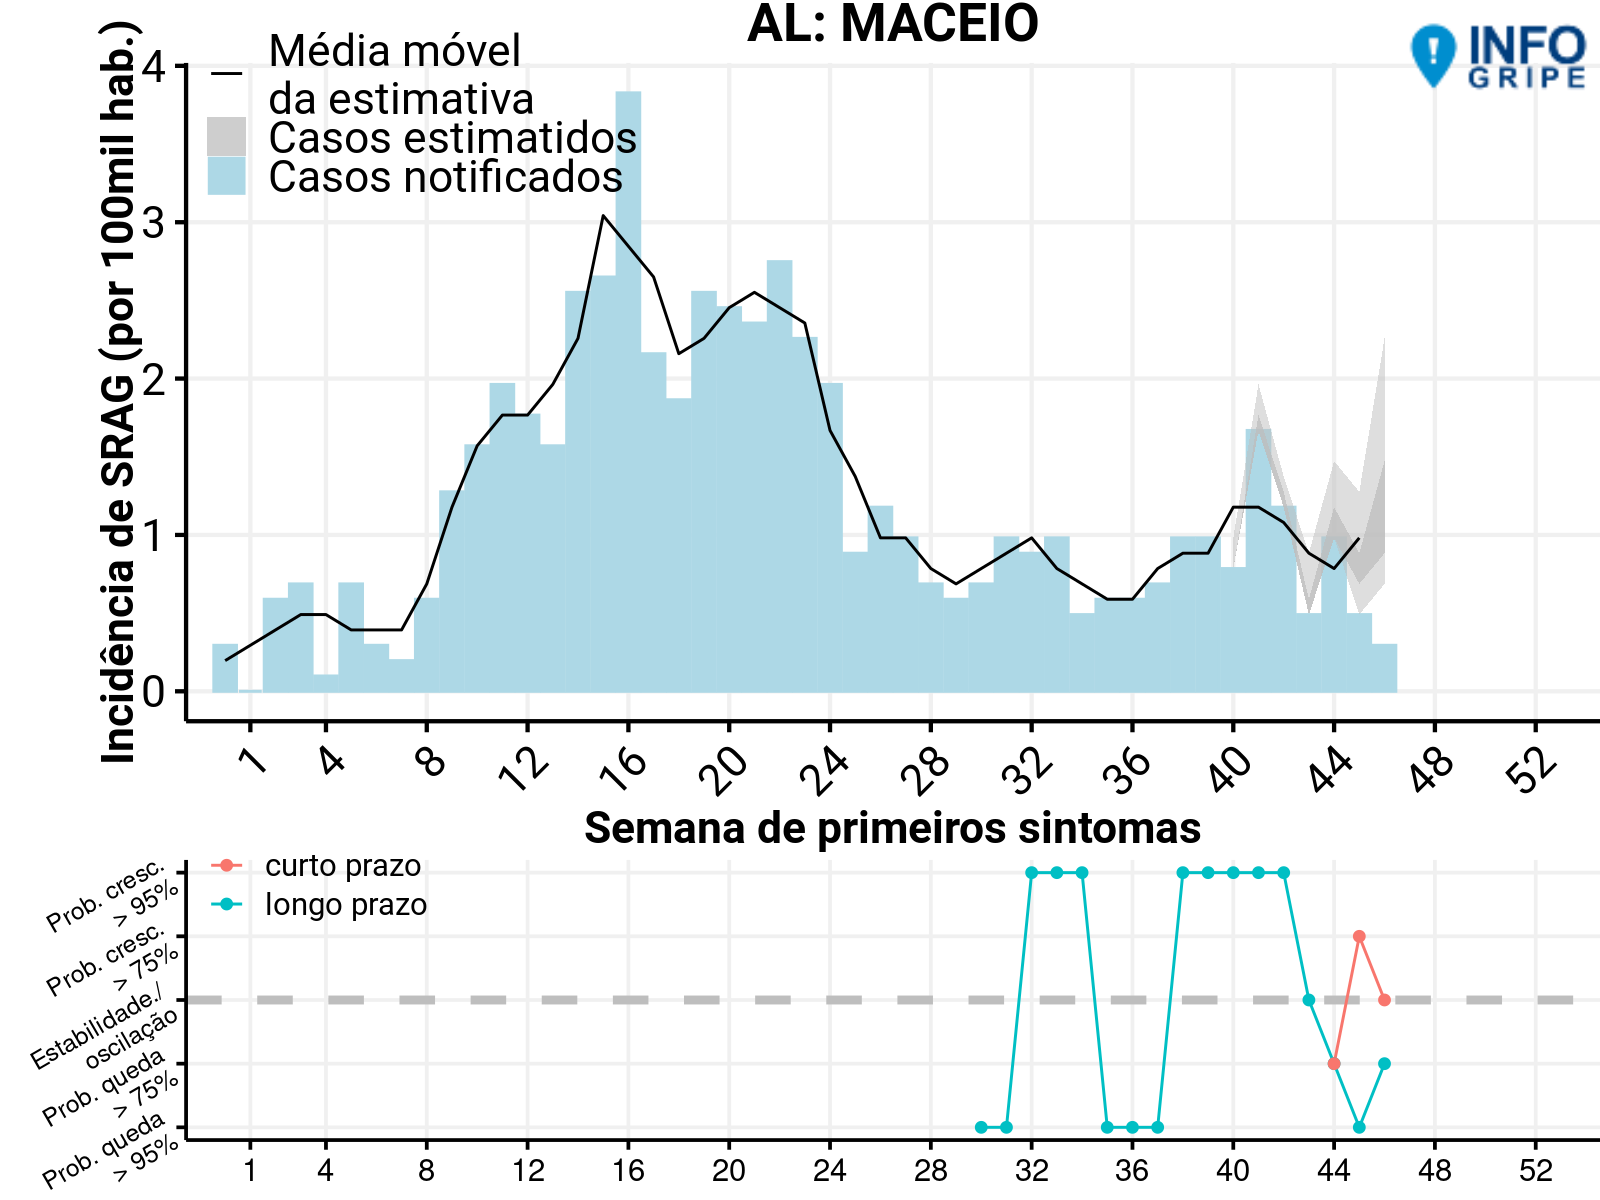 AL: MACEIO
INFO
GRIPE
Média móvel
da estimativa
Casos estimatidos
Casos notificados
Incidência de SRAG (por 100mil hab.)
4
3
2
1
0
1 4 8 12 16 20 24 28 32 36 40 44 48 52
Semana de primeiros sintomas
curto prazo
longo prazo
Prob. cresc.
> 95%
Prob. cresc.
> 75%
Estabilidade./
oscilação
Prob. queda
> 75%
Prob. queda
> 95%
1 4 8 12 16 20 24 28 32 36 40 44 48 52